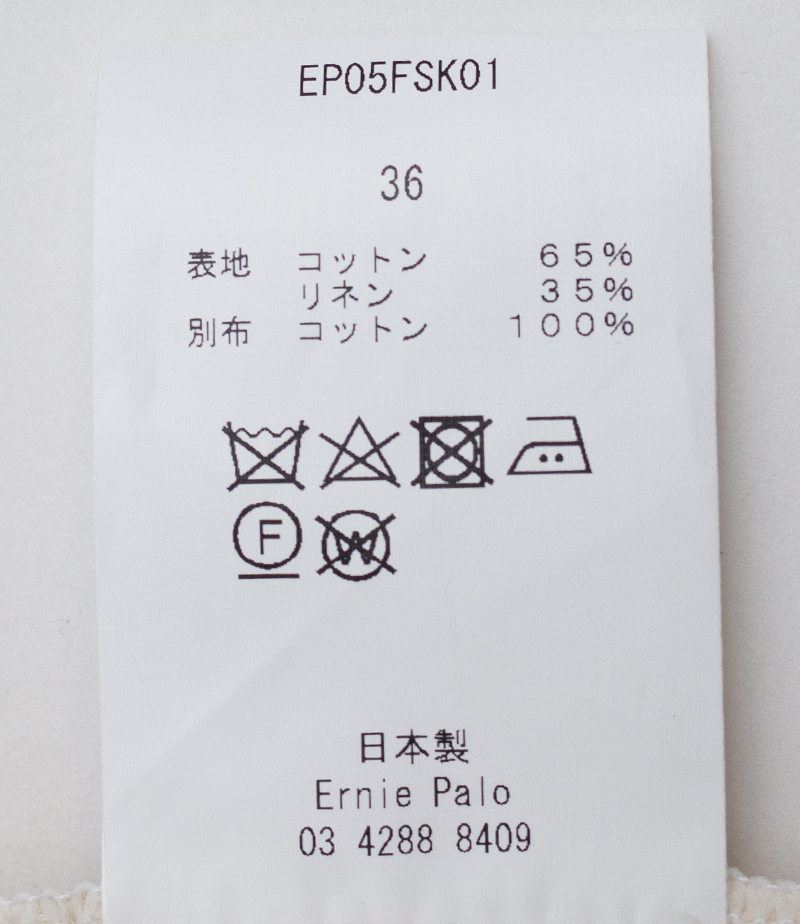 EP05FSK01
36
表地 コットン 65%
リネン 35%
別布 コットン 100%
F W
日本製
Ernie Palo
03 4288 8409